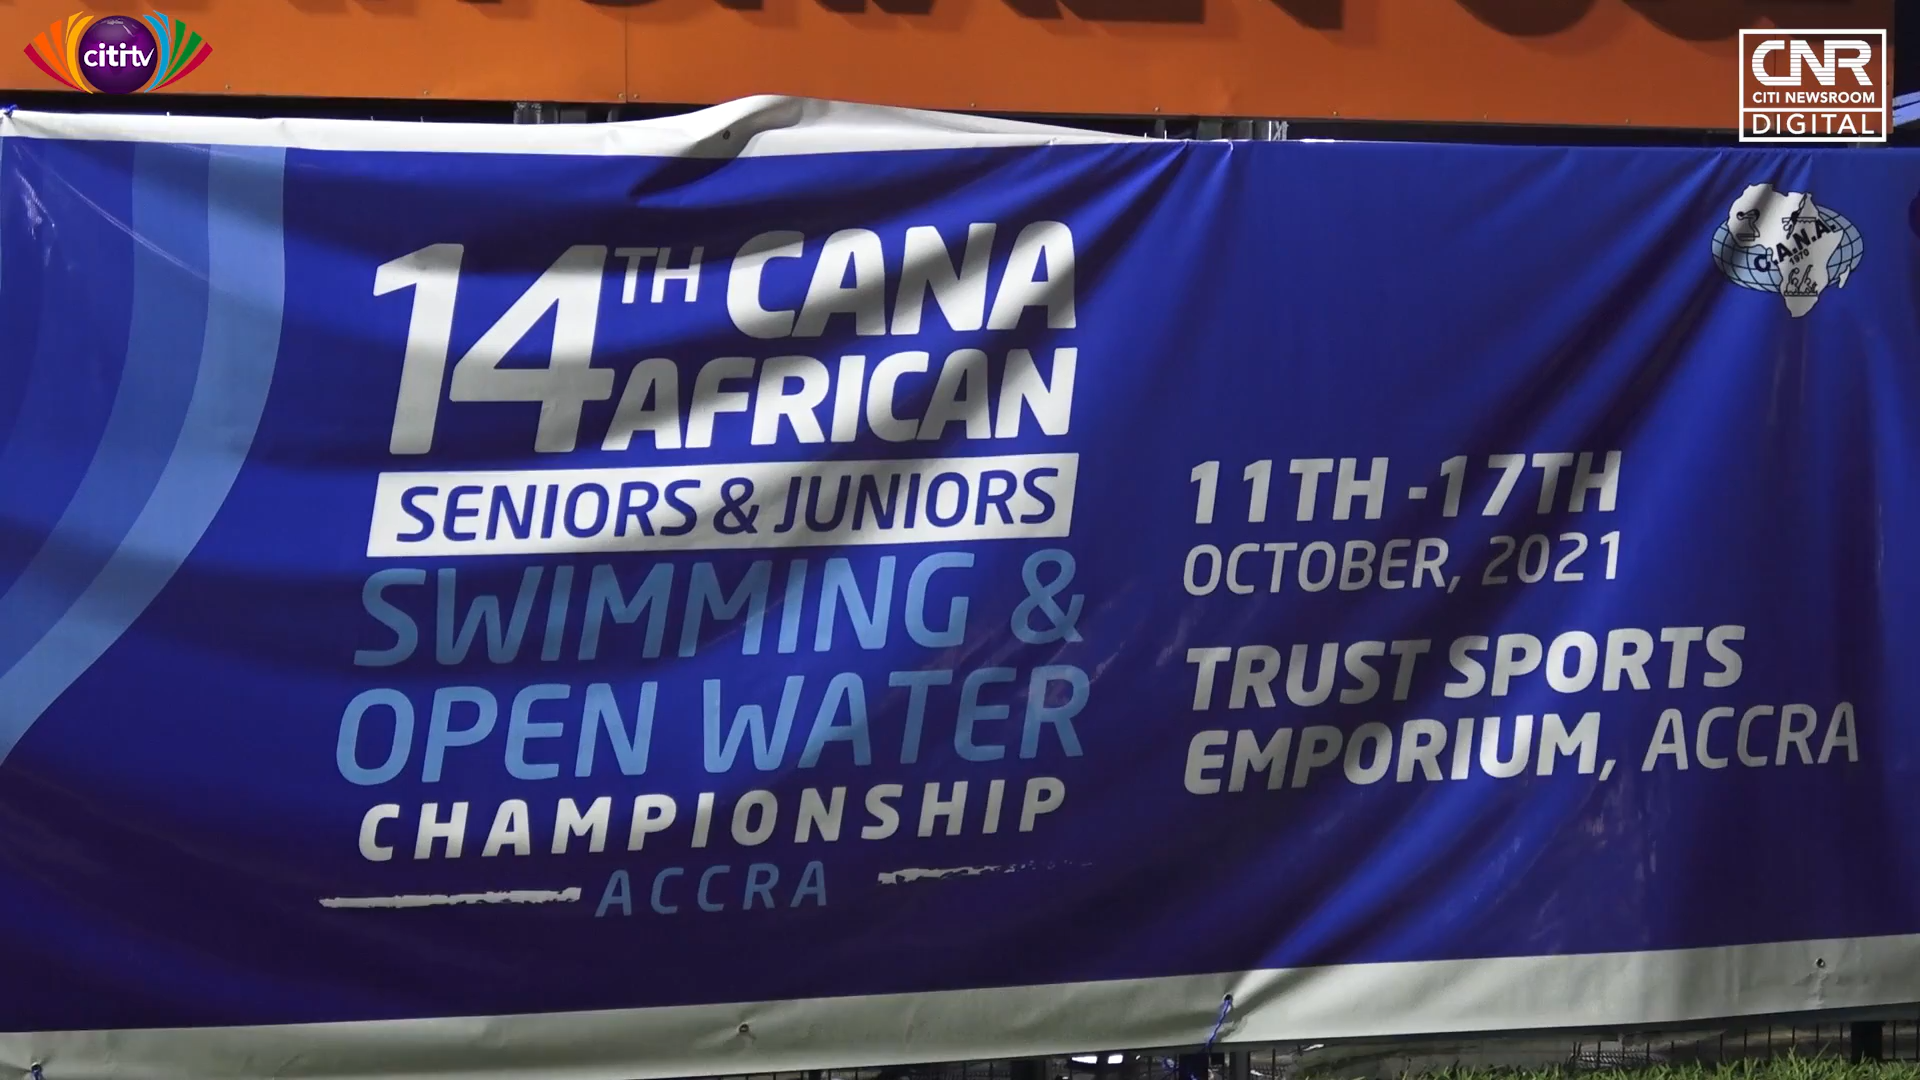 citi tv
CNR
CITI NEWSROOM
DIGITAL
14TH CANA
AFRICAN
SENIORS & JUNIORS
SWIMMING &
OPEN WATER
CHAMPIONSHIP
ACCRA
11TH -17TH
OCTOBER, 2021
TRUST SPORTS
EMPORIUM, ACCRA
C.A.N.A.
1970